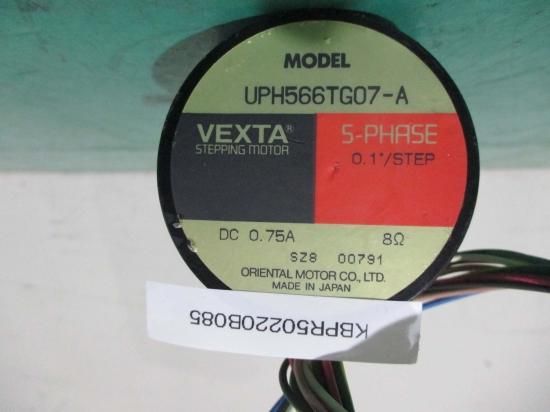 MODEL
UPH566TG07-A
VEXTA®
STEPPING MOTOR
5-PHASE
0.1°/STEP
DC 0.75A 8Ω
SZ8 00791
ORIENTAL MOTOR CO., LTD.
MADE IN JAPAN
KBPR50220B085